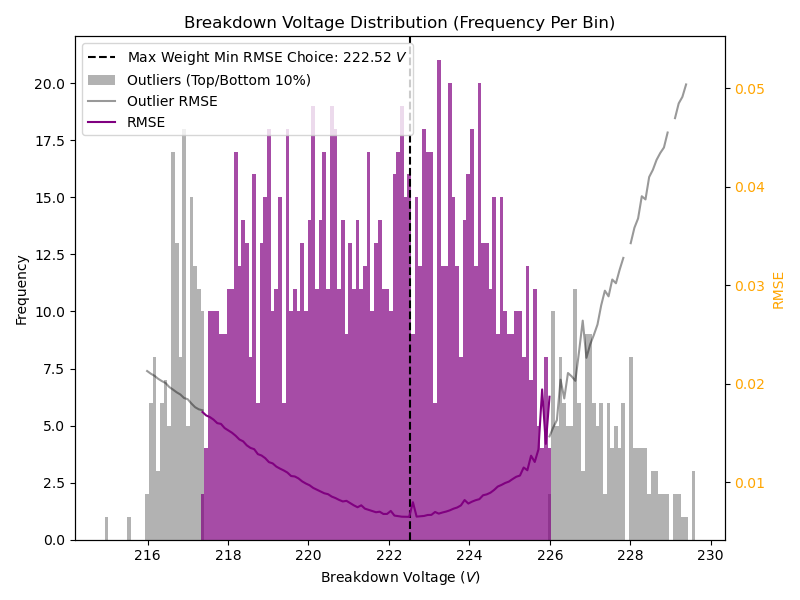 Breakdown Voltage Distribution (Frequency Per Bin)
Max Weight Min RMSE Choice: 222.52 V
Outliers (Top/Bottom 10%)
Outlier RMSE
RMSE
20.0
17.5
15.0
12.5
10.0
7.5
5.0
2.5
0.0
Frequency
0.05
0.04
0.03
0.02
0.01
RMSE
216 218 220 222 224 226 228 230
Breakdown Voltage (V)